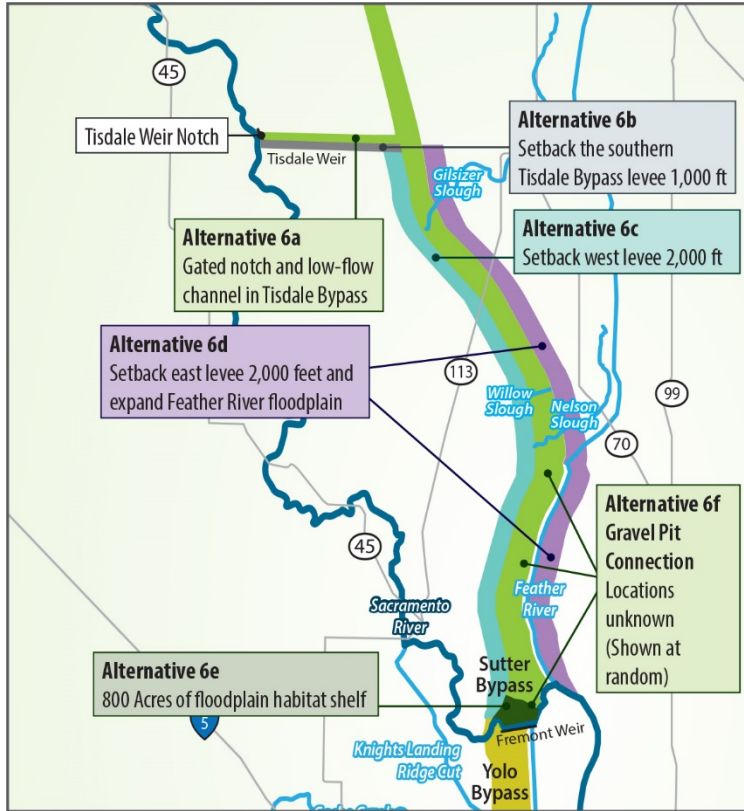 45
Tisdale Weir Notch
Tisdale Weir
Alternative 6b
Setback the southern
Tisdale Bypass levee 1,000 ft
Gilsizer
Slough
Alternative 6a
Gated notch and low-flow
channel in Tisdale Bypass
Alternative 6c
Setback west levee 2,000 ft
Alternative 6d
Setback east levee 2,000 feet and
expand Feather River floodplain
113
Willow
Slough
Nelson
Slough
99
70
Alternative 6f
Gravel Pit
Connection
Locations
unknown
(Shown at
random)
45
Feather
River
Sacramento
River
Alternative 6e
800 Acres of floodplain habitat shelf
Sutter
Bypass
5
Fremont Weir
Knights Landing
Ridge Cut
Yolo
Bypass